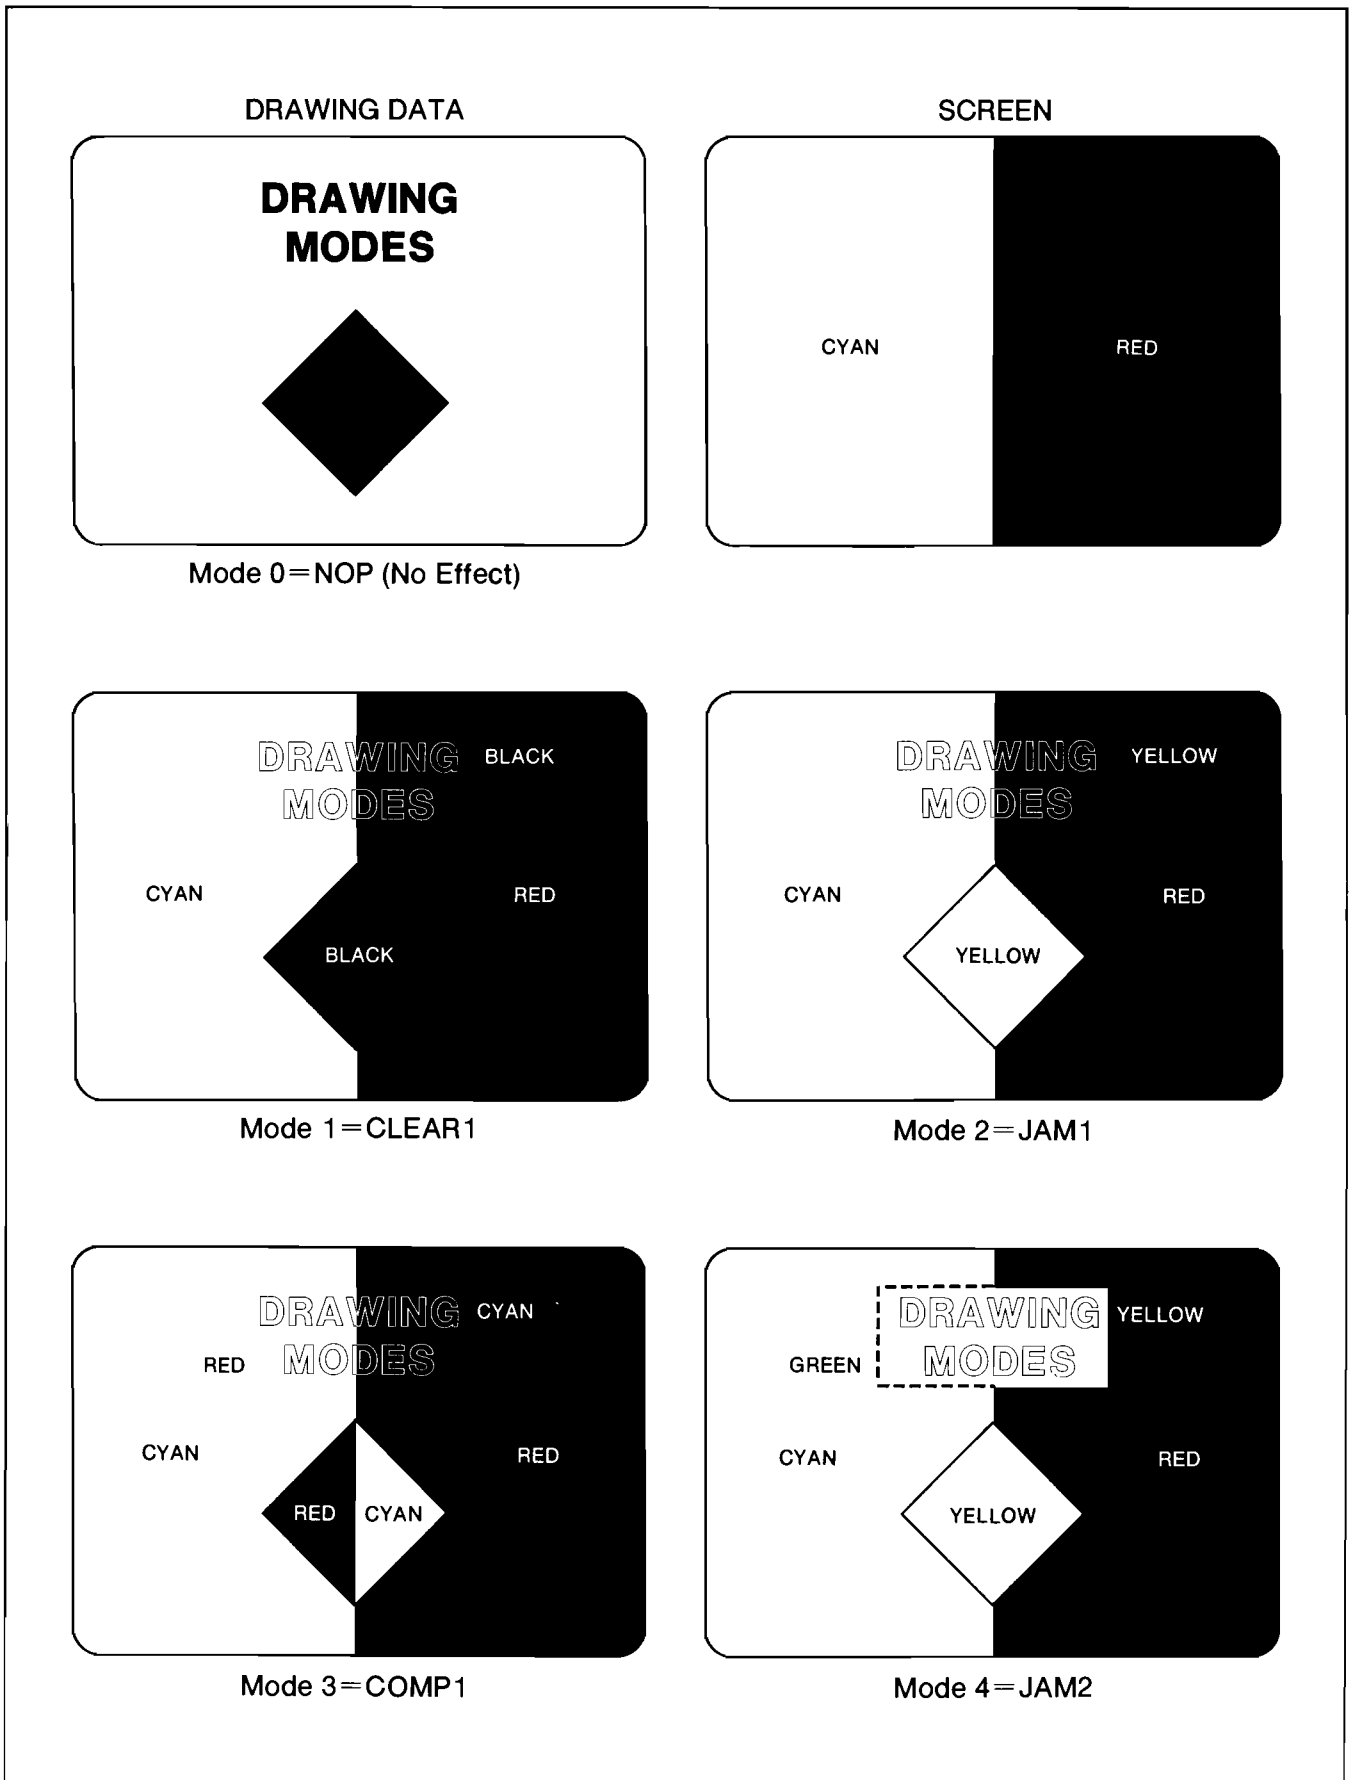 DRAWING DATA
DRAWING
MODES
Mode 0=NOP (No Effect)
SCREEN
CYAN
RED
DRAWING
MODES
BLACK
CYAN
RED
BLACK
Mode 1=CLEAR1
DRAWING
MODES
YELLOW
CYAN
RED
YELLOW
Mode 2=JAM1
DRAWING
MODES
CYAN
RED
CYAN
RED
RED
CYAN
Mode 3=COMP1
DRAWING
MODES
YELLOW
GREEN
CYAN
RED
YELLOW
Mode 4=JAM2